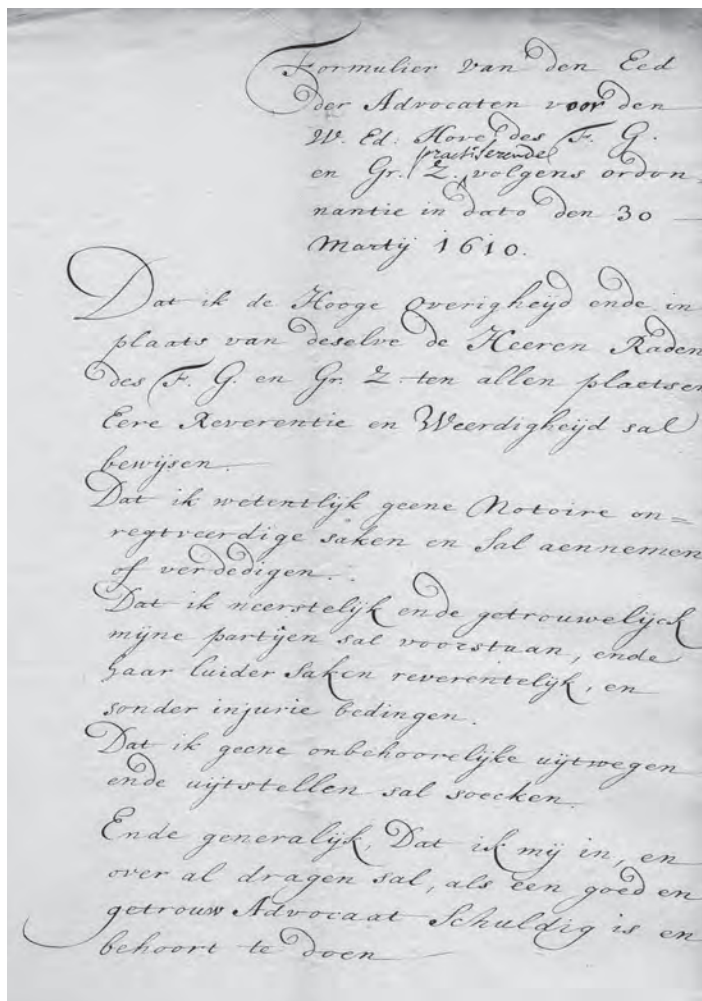 Formulier van den Eed
der Advocaten voor den
W. Ed: Hove des F. G.
practiserende
en Gr. Z. volgens ordon-
nantie in dato den 30
Martij 1610.
Dat ik de Hooge Overigheijd ende in
plaats van deselve de Heeren Raden
des F. G. en Gr. Z. ten allen plaetsen
Eere Reverentie en Weerdigheijd sal
bewijsen.
Dat ik wetentlijk geene Notoire on=
regtveerdige saken en sal aennemen
of verdedigen.
Dat ik neerstelijk ende getrouwelijck
mijne partijen sal voorstaan, ende
haar luider saken reverentelijk, en
sonder injurie bedingen.
Dat ik geene onbehoorelijke uijtwegen
ende uijtstellen sal soecken.
Ende generalijk, Dat ik mij in, en
over al dragen sal, als een goed en
getrouw Advocaat Schuldig is en
behoort te doen